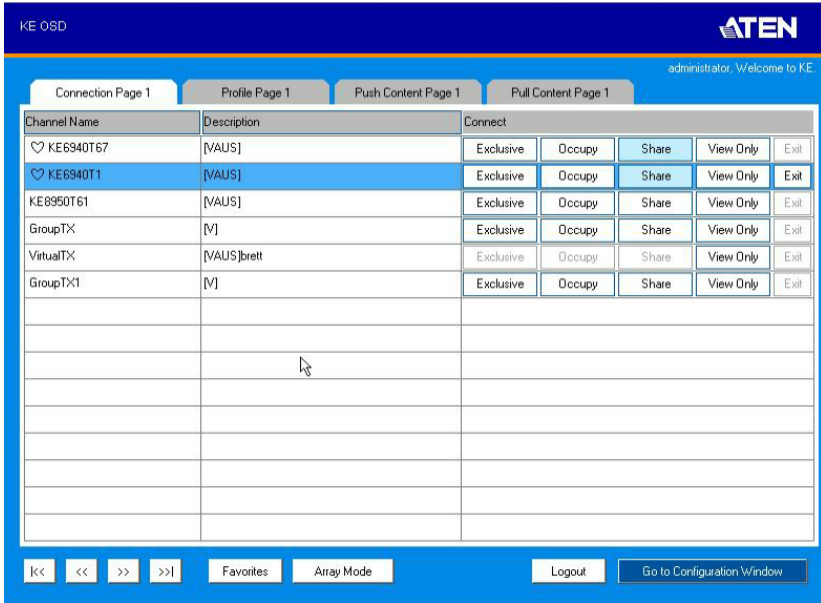 KE OSD
ATEN
administrator, Welcome to KE.
Connection Page 1 Profile Page 1 Push Content Page 1 Pull Content Page 1
Channel Name Description Connect
KE6940T67 [VAUS] Exclusive Occupy Share View Only Exit
KE6940T1 [VAUS] Exclusive Occupy Share View Only Exit
KE8950T61 [VAUS] Exclusive Occupy Share View Only Exit
GroupTX [V] Exclusive Occupy Share View Only Exit
VirtualTX [VAUS]brett Exclusive Occupy Share View Only Exit
GroupTX1 [V] Exclusive Occupy Share View Only Exit
|<< << >> >>| Favorites Array Mode Logout Go to Configuration Window